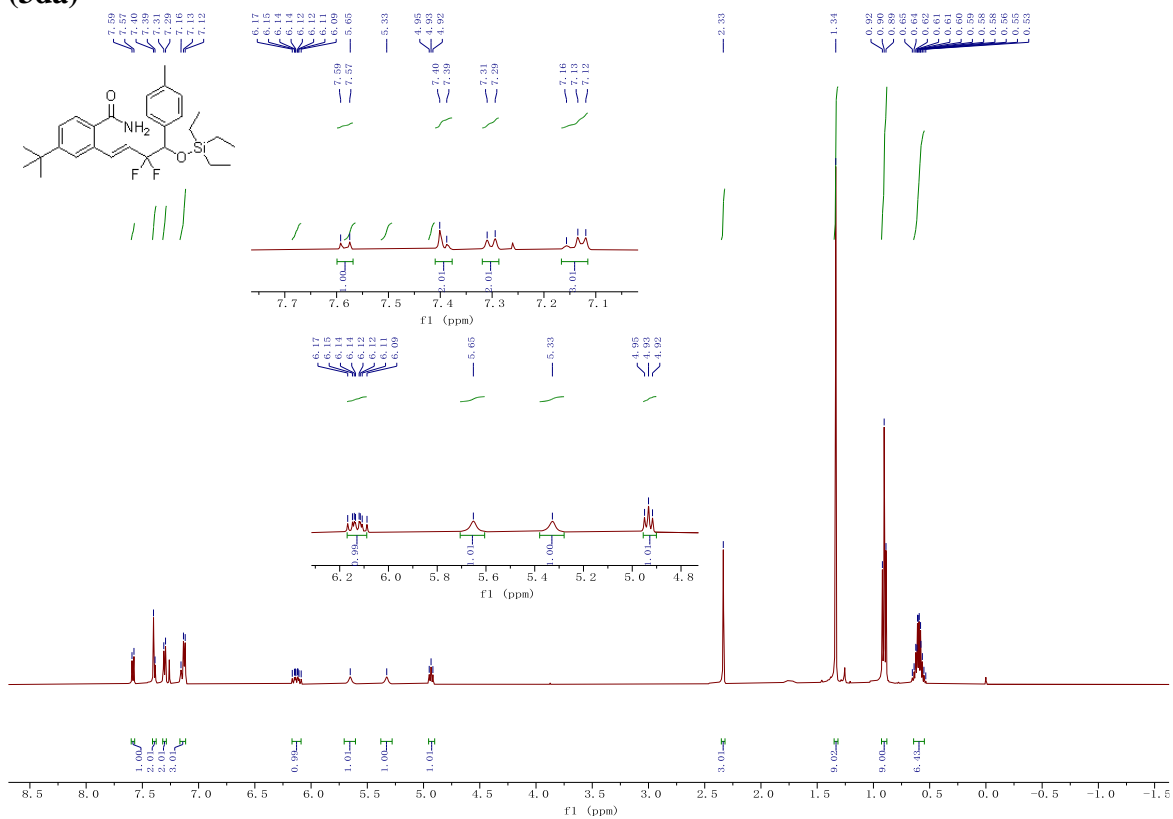 (3da)
7.59 7.57 7.40 7.39 7.31 7.29 7.16 7.13 7.12 6.17 6.15 6.14 6.14 6.12 6.12 6.11 6.09 5.65 5.33 4.95 4.93 4.92 2.33 1.34 0.92 0.90 0.89 0.65 0.64 0.62 0.61 0.61 0.60 0.59 0.58 0.58 0.56 0.55 0.53
7.59 7.57 7.40 7.39 7.31 7.29 7.16 7.13 7.12
O
NH2
F F
O
Si
1.00 2.01 2.01 3.01
7.7 7.6 7.5 7.4 7.3 7.2 7.1
f1 (ppm)
6.17 6.15 6.14 6.14 6.12 6.12 6.11 6.09 5.65 5.33 4.95 4.93 4.92
0.99 1.01 1.00 1.01
6.2 6.0 5.8 5.6 5.4 5.2 5.0 4.8
f1 (ppm)
1.00 2.01 2.01 3.01 0.99 1.01 1.00 1.01 3.01 9.02 9.00 6.43
8.5 8.0 7.5 7.0 6.5 6.0 5.5 5.0 4.5 4.0 3.5 3.0 2.5 2.0 1.5 1.0 0.5 0.0 -0.5 -1.0 -1.5
f1 (ppm)